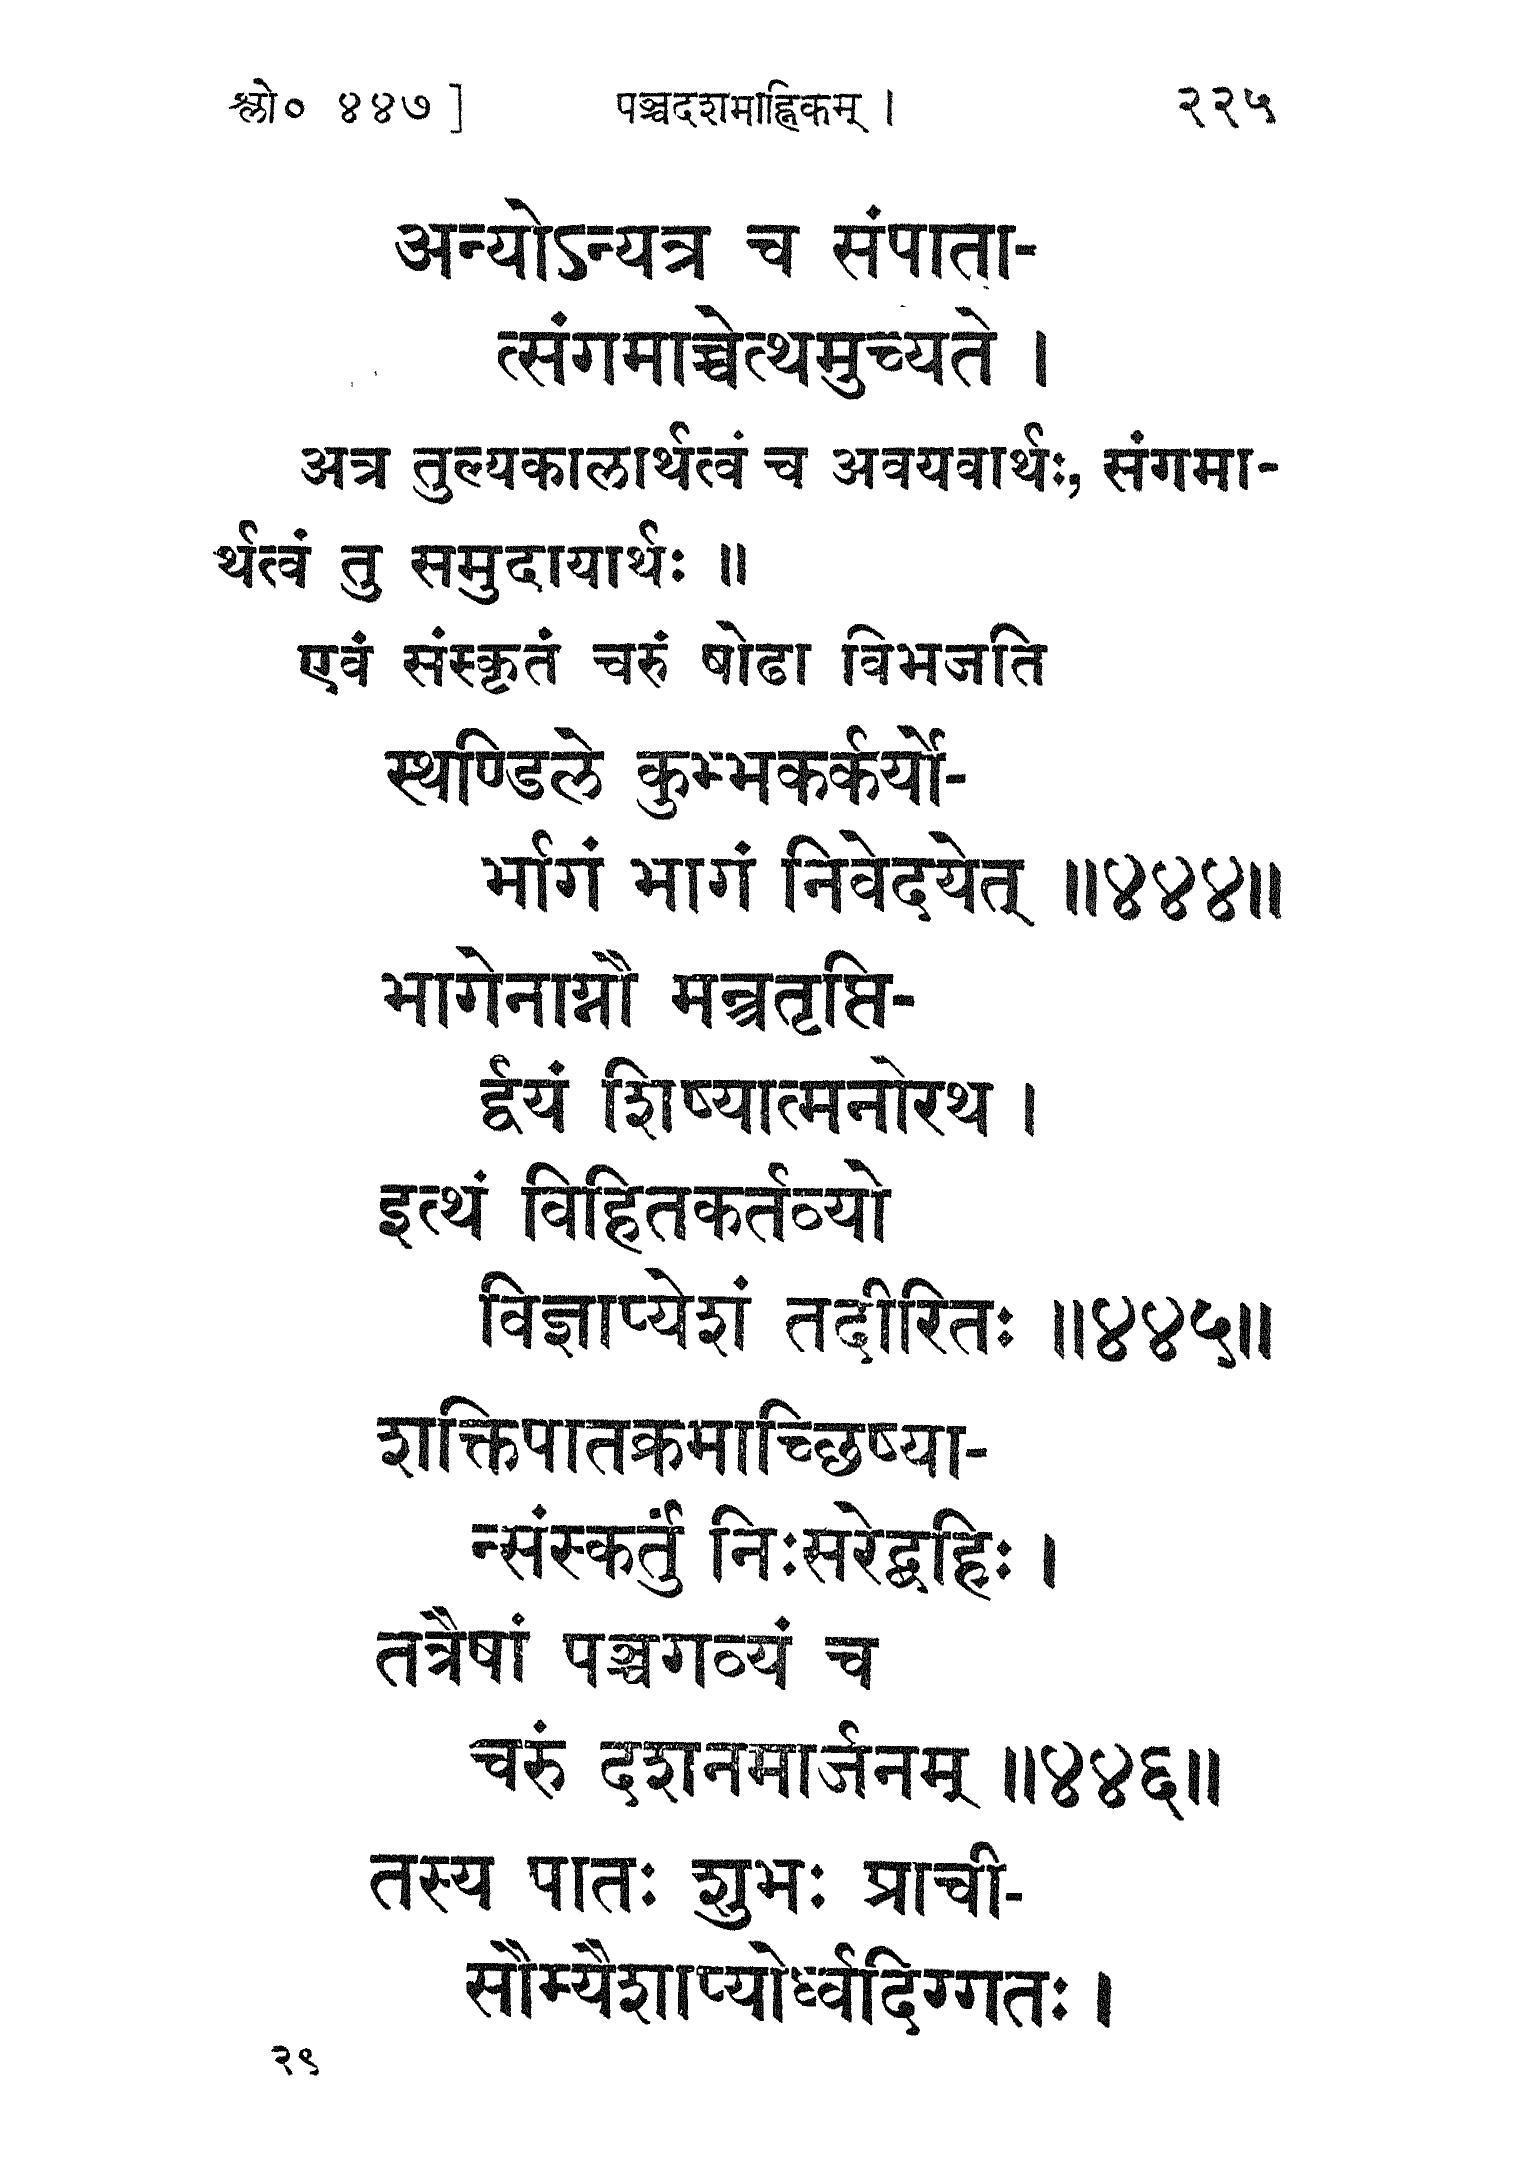 श्लो० ४४७]
पञ्चदशमाह्निकम् ।
२२५
अन्योऽन्यत्र च संपाता-
त्संगमाच्चेत्थमुच्यते ।
अत्र तुल्यकालार्थत्वं च अवयवार्थः, संगमा-
र्थत्वं तु समुदायार्थः ॥
एवं संस्कृतं चरुं षोढा विभजति
स्थण्डिले कुम्भकर्कर्यो-
र्भागं भागं निवेदयेत् ॥४४४॥
भागेनाग्नौ मन्त्रतृप्ति-
र्द्वयं शिष्यात्मनोरथ ।
इत्थं विहितकर्तव्यो
विज्ञाप्येशं तदीरितः ॥४४५॥
शक्तिपातक्रमाच्छिष्या-
न्संस्कर्तुं निःसरेद्बहिः ।
तत्रैषां पञ्चगव्यं च
चरुं दशनमार्जनम् ॥४४६॥
तस्य पातः शुभः प्राची-
सौम्यैशाप्योर्ध्वदिग्गतः ।
२९